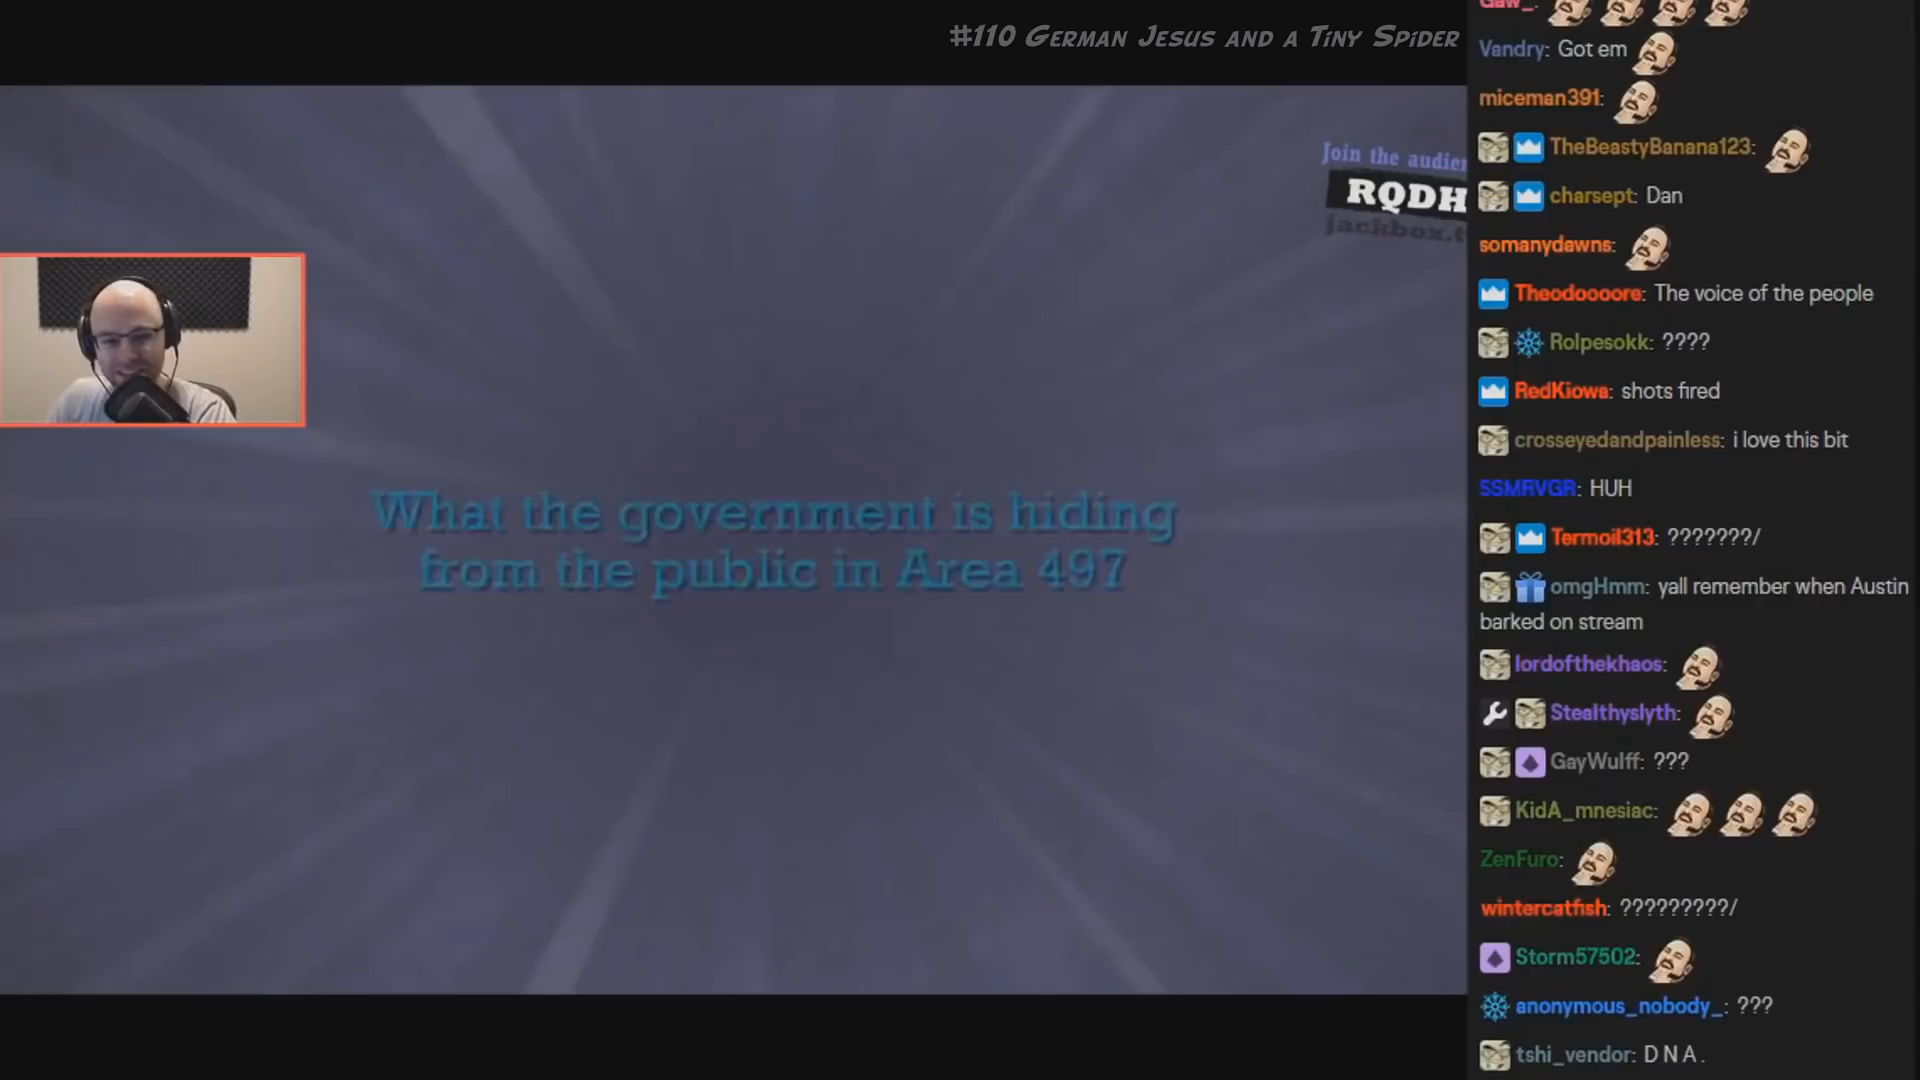 #110 German Jesus and a Tiny Spider
Join the audien
RQDH
jackbox.t
What the government is hiding
from the public in Area 497
Gaw_:
Vandry: Got em
miceman391:
TheBeastyBanana123:
charsept: Dan
somanydawns:
Theodoooore: The voice of the people
Rolpesokk: ????
RedKiowa: shots fired
crosseyedandpainless: i love this bit
SSMRVGR: HUH
Termoil313: ???????/
omgHmm: yall remember when Austin
barked on stream
lordofthekhaos:
Stealthyslyth:
GayWulff: ???
KidA_mnesiac:
ZenFuro:
wintercatfish: ?????????/
Storm57502:
anonymous_nobody_: ???
tshi_vendor: D N A .